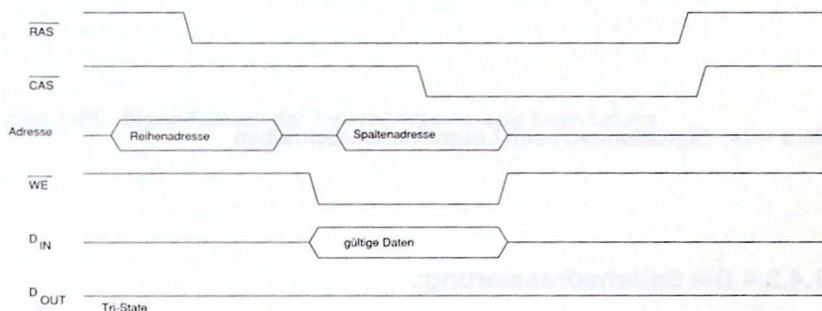 RAS
CAS
Adresse
Reihenadresse
Spaltenadresse
WE
D IN
gültige Daten
D OUT
Tri-State